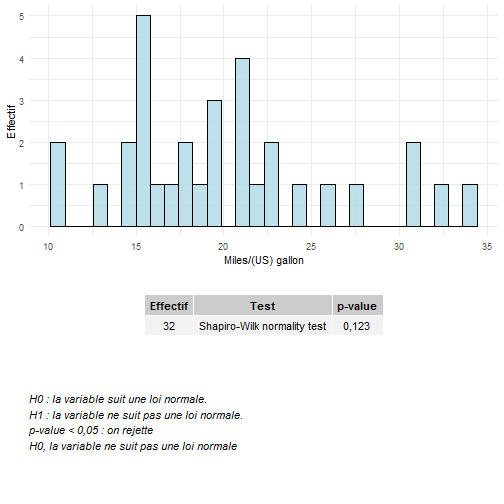 5
4
3
2
1
0
Effectif
10 15 20 25 30 35
Miles/(US) gallon
Effectif Test p-value
32 Shapiro-Wilk normality test 0,123
H0 : la variable suit une loi normale.
H1 : la variable ne suit pas une loi normale.
p-value < 0,05 : on rejette
H0, la variable ne suit pas une loi normale